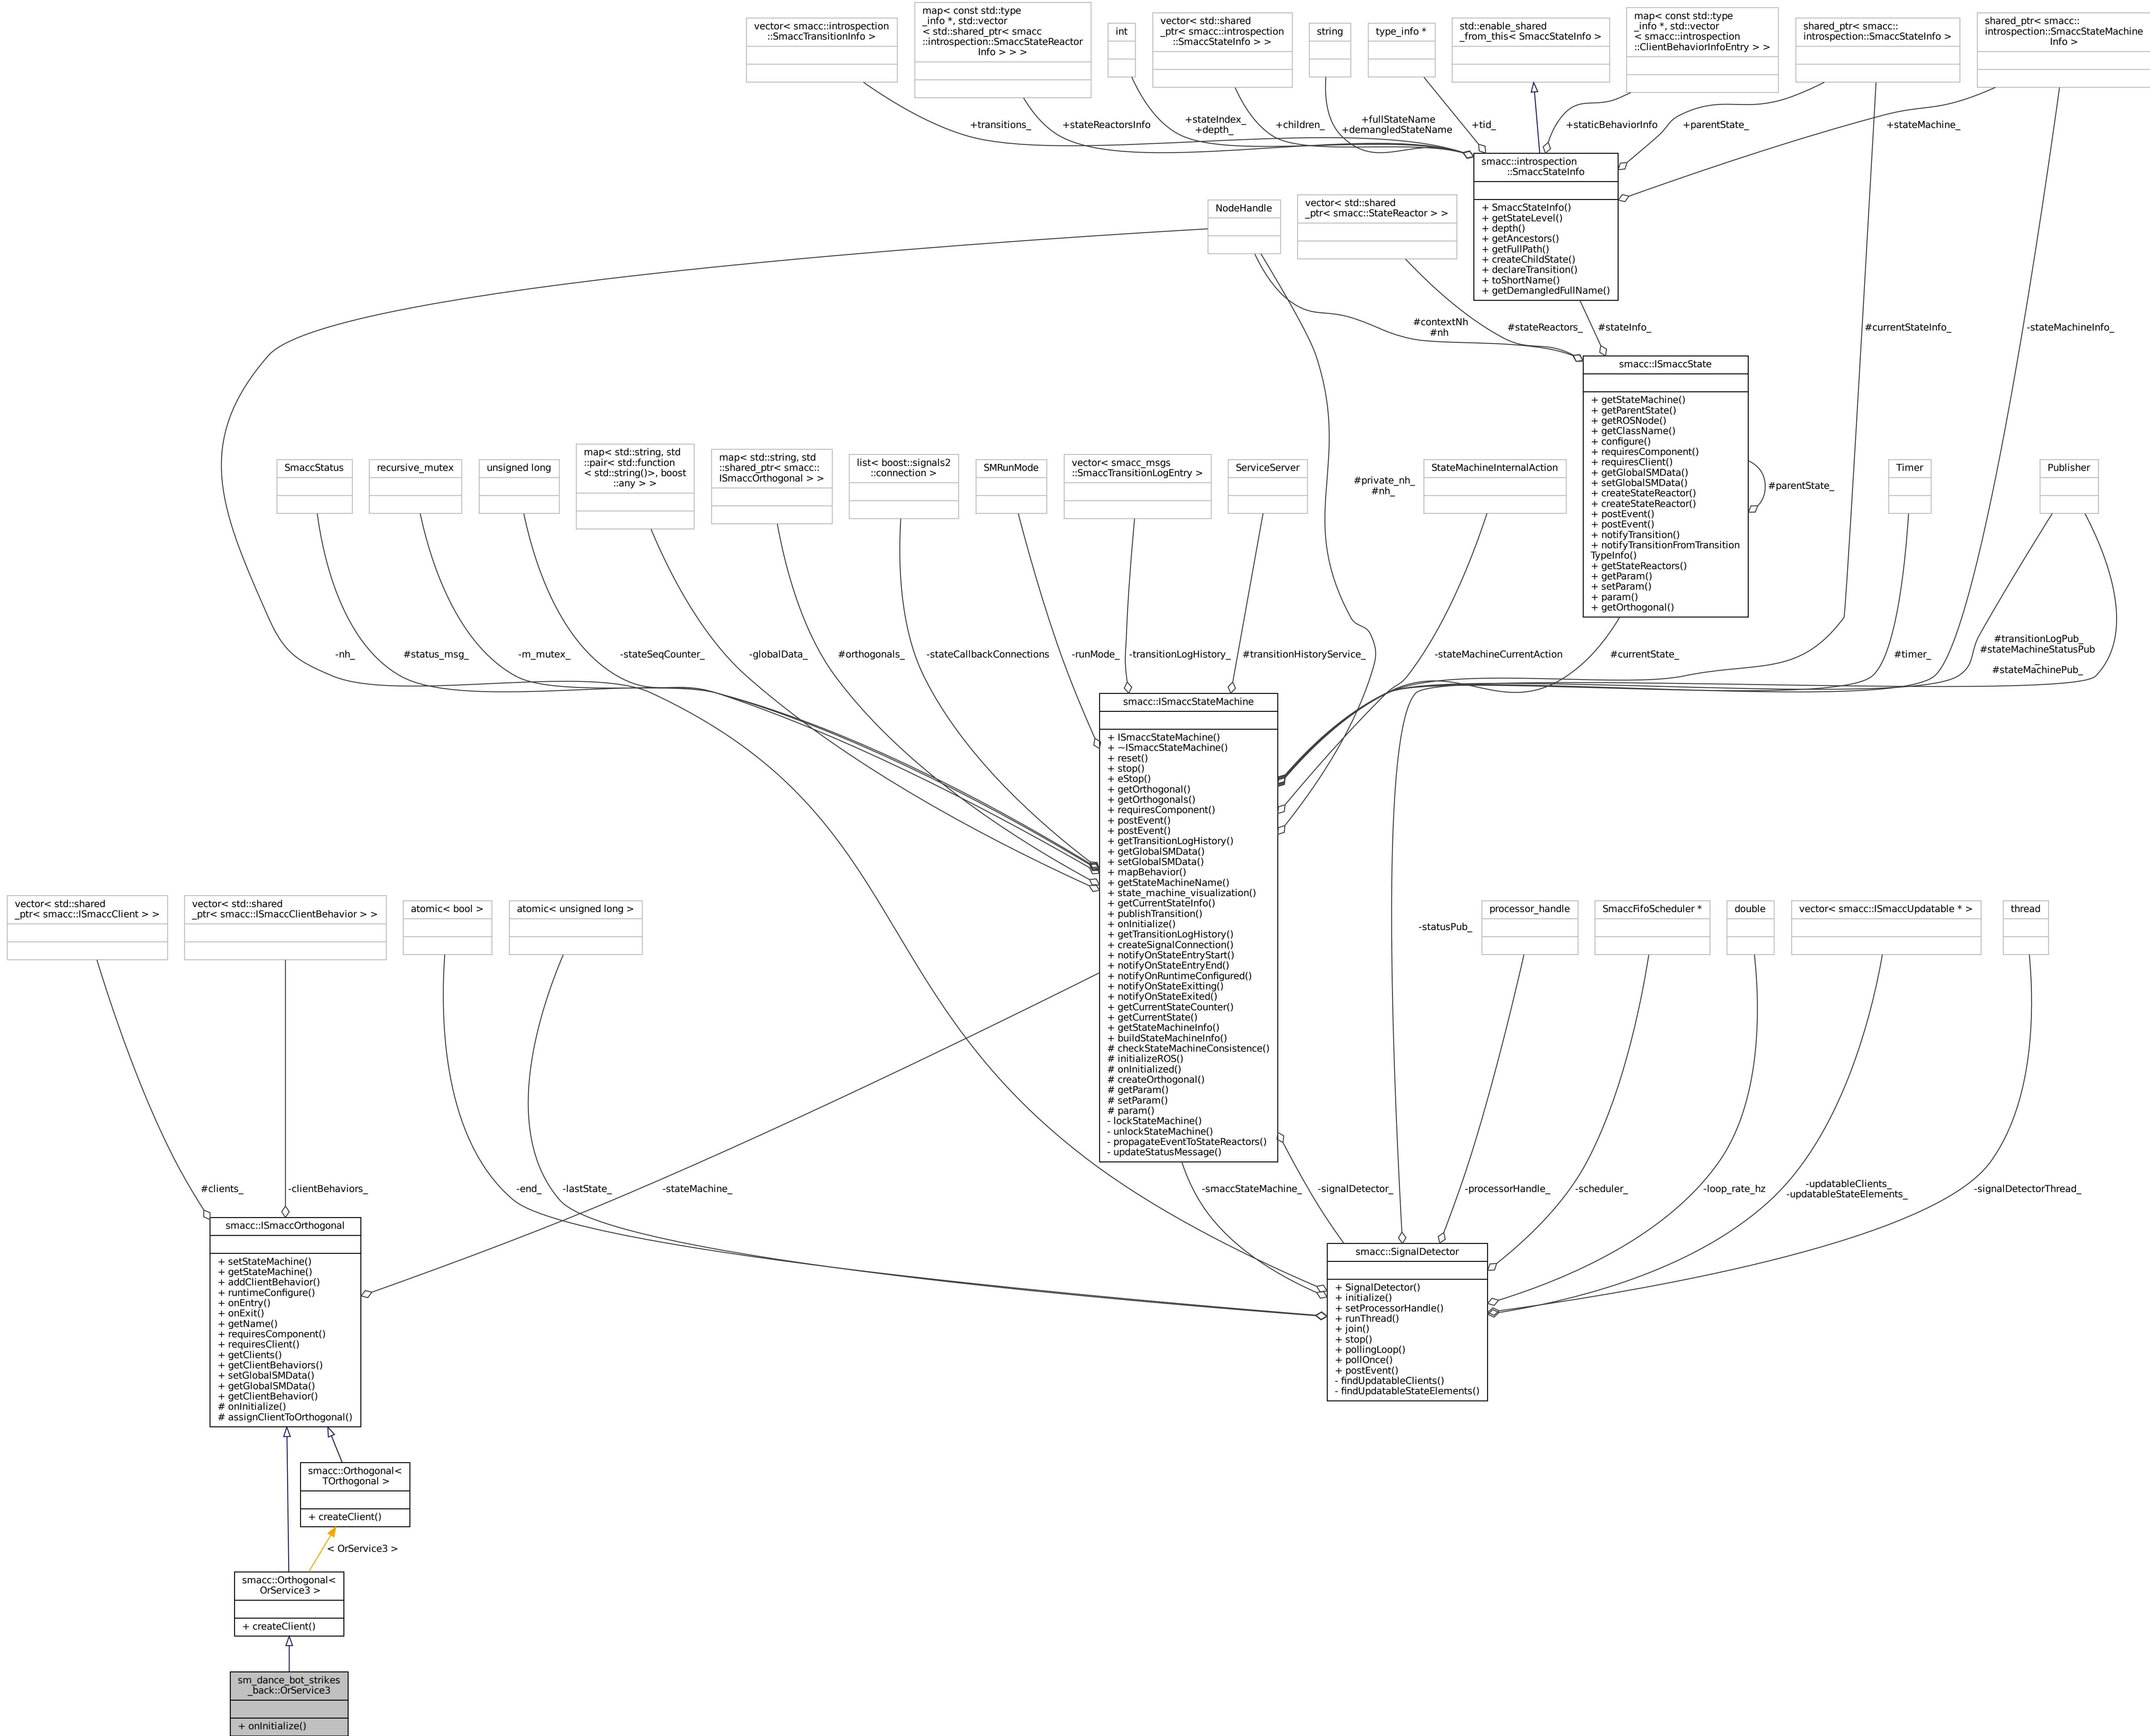 vector< smacc::introspection
::SmaccTransitionInfo >
map< const std::type
_info *, std::vector
< std::shared_ptr< smacc
::introspection::SmaccStateReactor
Info > > >
int
vector< std::shared
_ptr< smacc::introspection
::SmaccStateInfo > >
string
type_info *
std::enable_shared
_from_this< SmaccStateInfo >
map< const std::type
_info *, std::vector
< smacc::introspection
::ClientBehaviorInfoEntry > >
shared_ptr< smacc::
introspection::SmaccStateInfo >
shared_ptr< smacc::
introspection::SmaccStateMachine
Info >
+transitions_
+stateReactorsInfo
+stateIndex_
+depth_
+children_
+fullStateName
+demangledStateName
+tid_
+staticBehaviorInfo
+parentState_
+stateMachine_
smacc::introspection
::SmaccStateInfo
+ SmaccStateInfo()
+ getStateLevel()
+ depth()
+ getAncestors()
+ getFullPath()
+ createChildState()
+ declareTransition()
+ toShortName()
+ getDemangledFullName()
NodeHandle
vector< std::shared
_ptr< smacc::StateReactor > >
#contextNh
#nh
#stateReactors_
#stateInfo_
#currentStateInfo_
-stateMachineInfo_
smacc::ISmaccState
+ getStateMachine()
+ getParentState()
+ getROSNode()
+ getClassName()
+ configure()
+ requiresComponent()
+ requiresClient()
+ getGlobalSMData()
+ setGlobalSMData()
+ createStateReactor()
+ createStateReactor()
+ postEvent()
+ postEvent()
+ notifyTransition()
+ notifyTransitionFromTransition
TypeInfo()
+ getStateReactors()
+ getParam()
+ setParam()
+ param()
+ getOrthogonal()
#parentState_
SmaccStatus
recursive_mutex
unsigned long
map< std::string, std
::pair< std::function
< std::string()>, boost
::any > >
map< std::string, std
::shared_ptr< smacc::
ISmaccOrthogonal > >
list< boost::signals2
::connection >
SMRunMode
vector< smacc_msgs
::SmaccTransitionLogEntry >
ServiceServer
#private_nh_
#nh_
StateMachineInternalAction
Timer
Publisher
-nh_
#status_msg_
-m_mutex_
-stateSeqCounter_
-globalData_
#orthogonals_
-stateCallbackConnections
-runMode_
-transitionLogHistory_
#transitionHistoryService_
-stateMachineCurrentAction
#currentState_
#timer_
#transitionLogPub_
#stateMachineStatusPub
_
#stateMachinePub_
smacc::ISmaccStateMachine
+ ISmaccStateMachine()
+ ~ISmaccStateMachine()
+ reset()
+ stop()
+ eStop()
+ getOrthogonal()
+ getOrthogonals()
+ requiresComponent()
+ postEvent()
+ postEvent()
+ getTransitionLogHistory()
+ getGlobalSMData()
+ setGlobalSMData()
+ mapBehavior()
+ getStateMachineName()
+ state_machine_visualization()
+ getCurrentStateInfo()
+ publishTransition()
+ onInitialize()
+ getTransitionLogHistory()
+ createSignalConnection()
+ notifyOnStateEntryStart()
+ notifyOnStateEntryEnd()
+ notifyOnRuntimeConfigured()
+ notifyOnStateExitting()
+ notifyOnStateExited()
+ getCurrentStateCounter()
+ getCurrentState()
+ getStateMachineInfo()
+ buildStateMachineInfo()
# checkStateMachineConsistence()
# initializeROS()
# onInitialized()
# createOrthogonal()
# getParam()
# setParam()
# param()
- lockStateMachine()
- unlockStateMachine()
- propagateEventToStateReactors()
- updateStatusMessage()
vector< std::shared
_ptr< smacc::ISmaccClient > >
vector< std::shared
_ptr< smacc::ISmaccClientBehavior > >
atomic< bool >
atomic< unsigned long >
-statusPub_
processor_handle
SmaccFifoScheduler *
double
vector< smacc::ISmaccUpdatable * >
thread
#clients_
-clientBehaviors_
-end_
-lastState_
-stateMachine_
-smaccStateMachine_
-signalDetector_
-processorHandle_
-scheduler_
-loop_rate_hz
-updatableClients_
-updatableStateElements_
-signalDetectorThread_
smacc::ISmaccOrthogonal
+ setStateMachine()
+ getStateMachine()
+ addClientBehavior()
+ runtimeConfigure()
+ onEntry()
+ onExit()
+ getName()
+ requiresComponent()
+ requiresClient()
+ getClients()
+ getClientBehaviors()
+ setGlobalSMData()
+ getGlobalSMData()
+ getClientBehavior()
# onInitialize()
# assignClientToOrthogonal()
smacc::SignalDetector
+ SignalDetector()
+ initialize()
+ setProcessorHandle()
+ runThread()
+ join()
+ stop()
+ pollingLoop()
+ pollOnce()
+ postEvent()
- findUpdatableClients()
- findUpdatableStateElements()
smacc::Orthogonal<
TOrthogonal >
+ createClient()
< OrService3 >
smacc::Orthogonal<
OrService3 >
+ createClient()
sm_dance_bot_strikes
_back::OrService3
+ onInitialize()